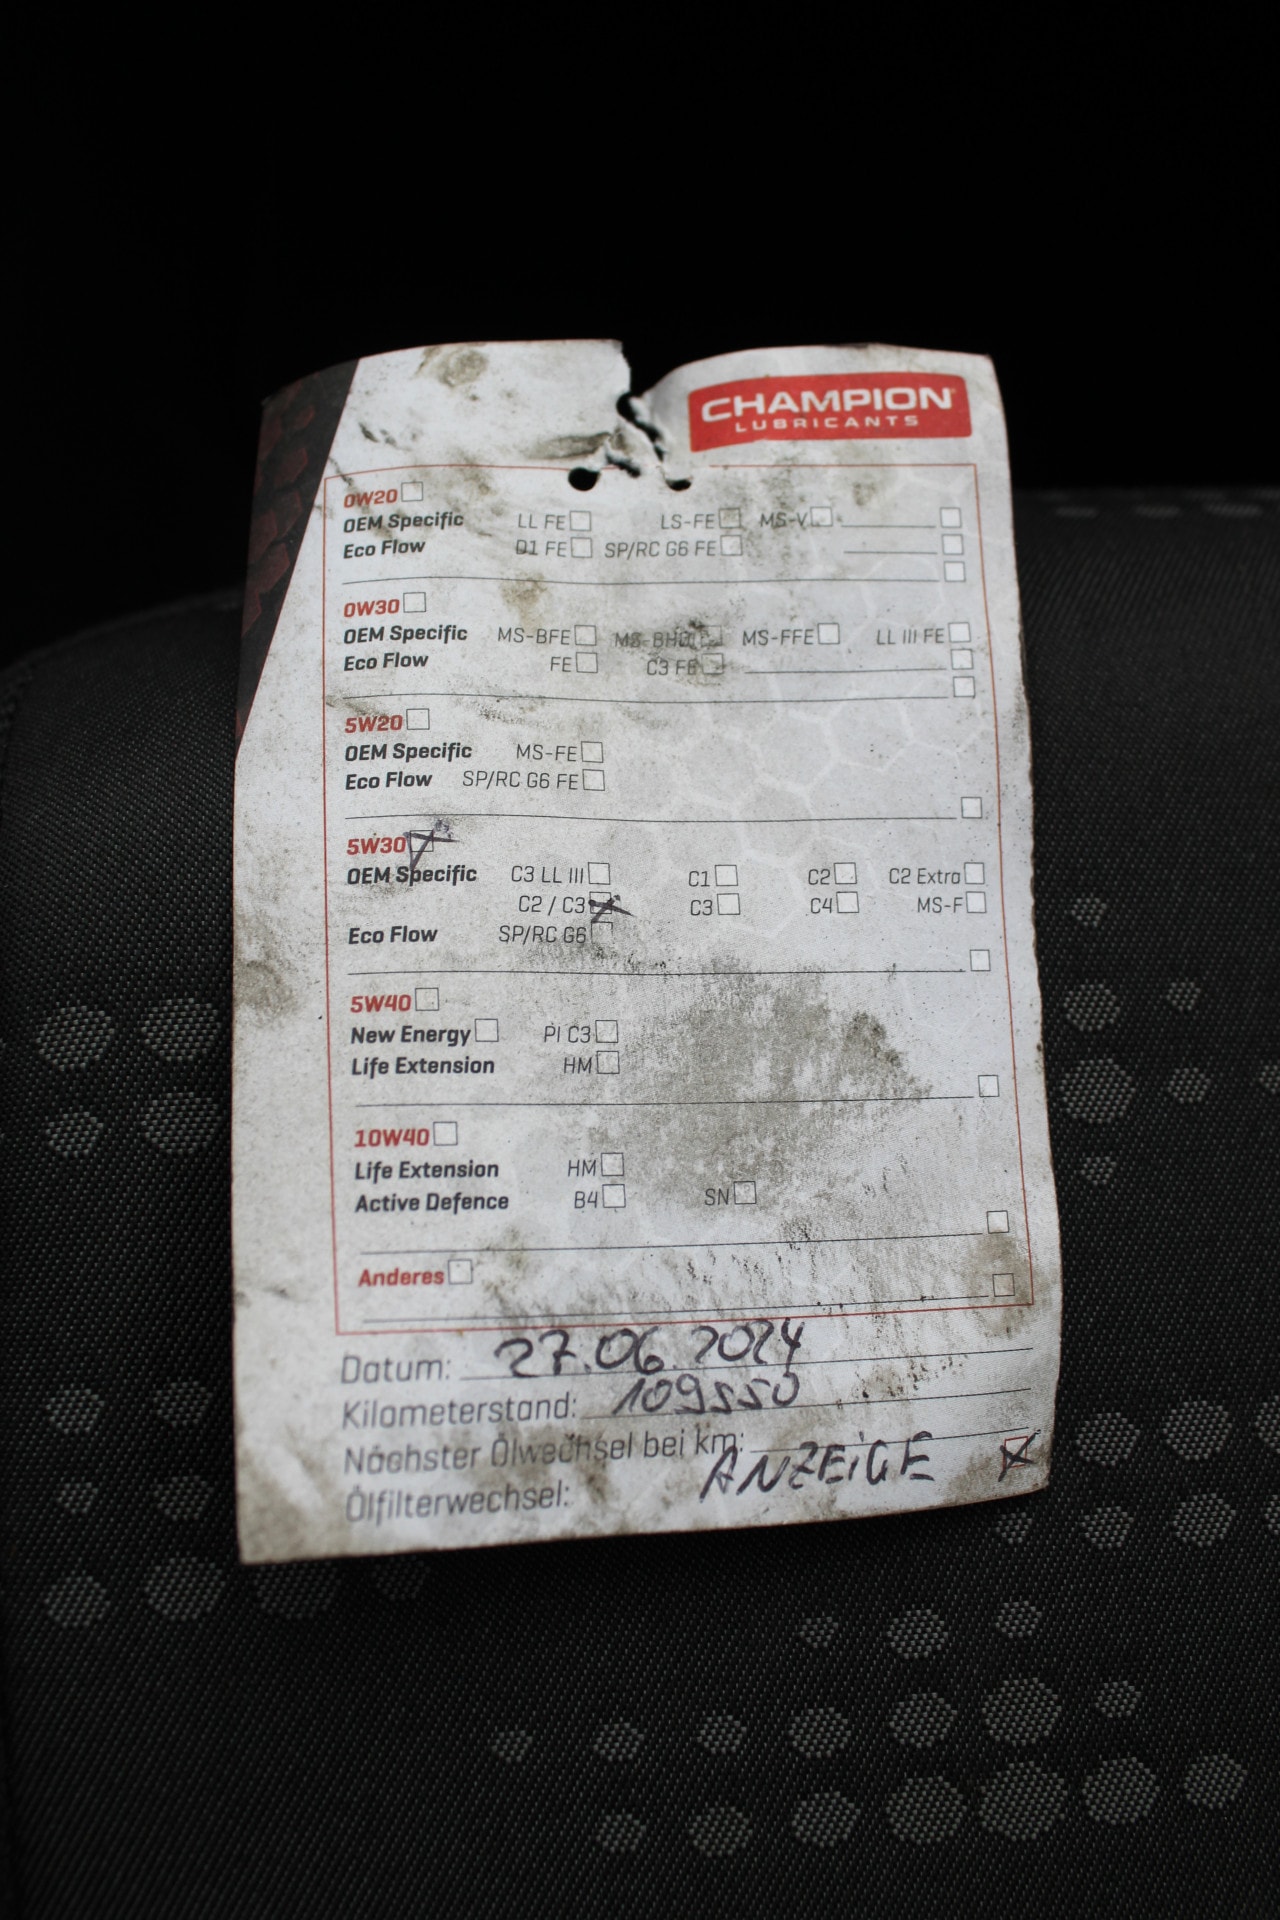 CHAMPION
LUBRICANTS
0W20
OEM Specific LL FE LS-FE MS-V
Eco Flow D1 FE SP/RC G6 FE
0W30
OEM Specific MS-BFE MS-BHD MS-FFE LL III FE
Eco Flow FE C3 FE
5W20
OEM Specific MS-FE
Eco Flow SP/RC G6 FE
5W30
OEM Specific C3 LL III C1 C2 C2 Extra
C2 / C3 C3 C4 MS-F
Eco Flow SP/RC G6
5W40
New Energy PI C3
Life Extension HM
10W40
Life Extension HM
Active Defence B4 SN
Anderes
Datum: 27.06.2024
Kilometerstand: 109550
Nächster Ölwechsel bei km: ANZEIGE
Ölfilterwechsel: